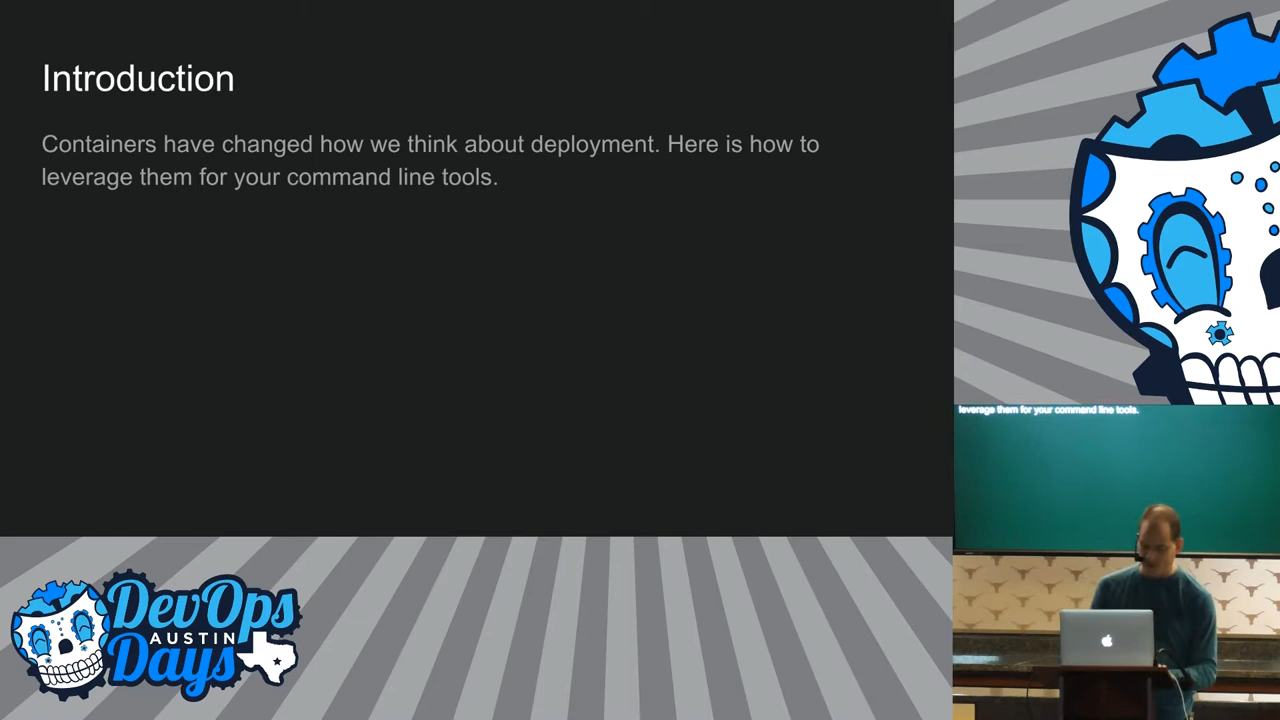 Introduction
Containers have changed how we think about deployment. Here is how to
leverage them for your command line tools.
leverage them for your command line tools.
DevOps
AUSTIN
Days